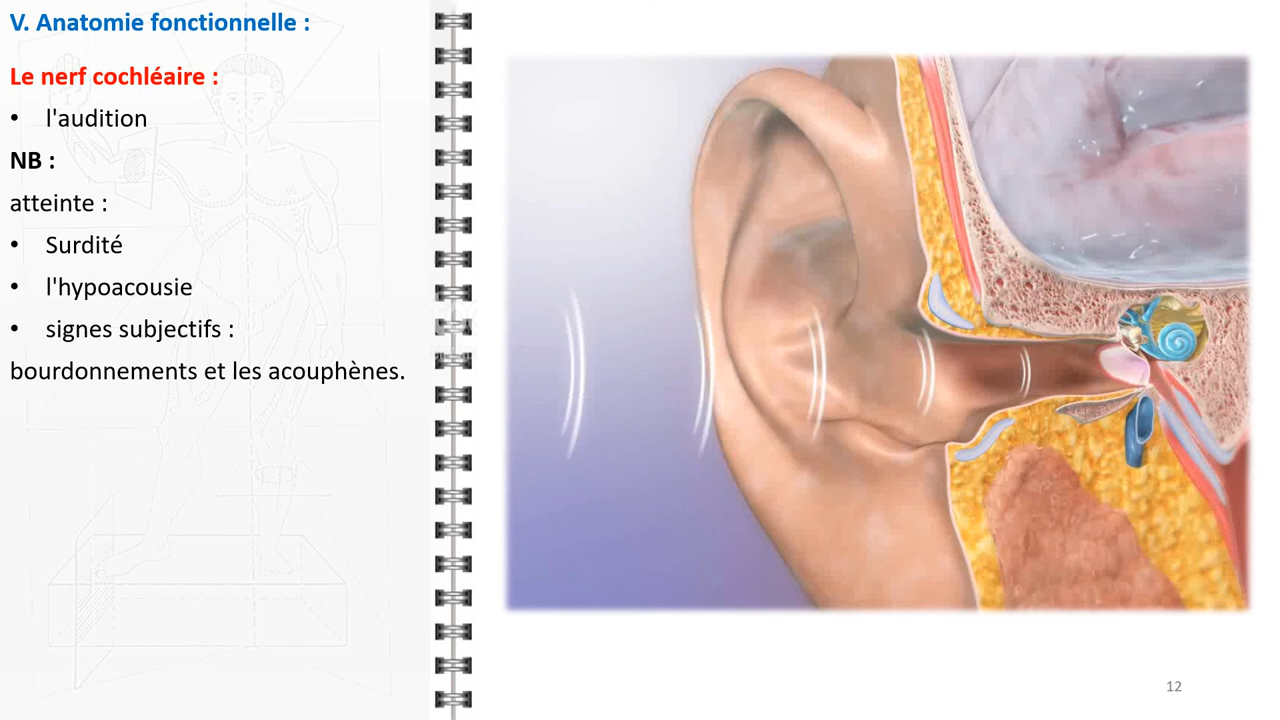 V. Anatomie fonctionnelle :
Le nerf cochléaire :
• l'audition
NB :
atteinte :
• Surdité
• l'hypoacousie
• signes subjectifs :
bourdonnements et les acouphènes.
12